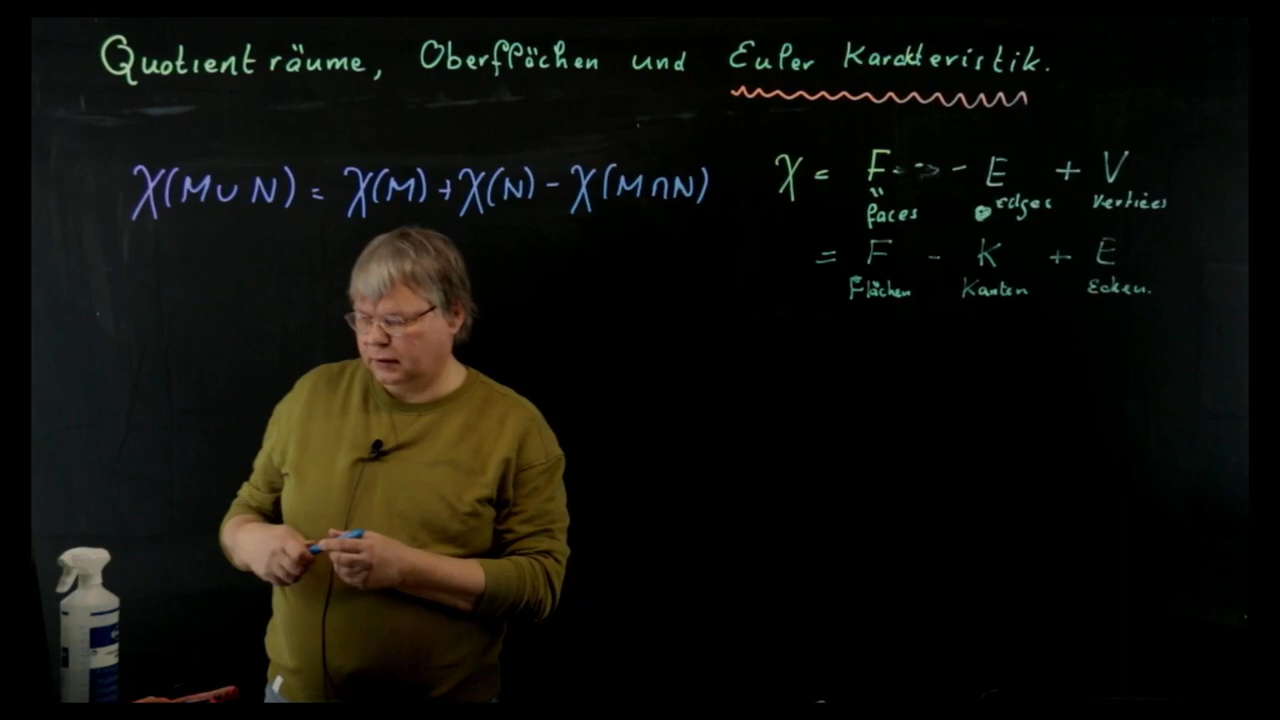 Quotienträume, Oberflächen und Euler Karakteristik.
χ(M∪N) = χ(M)+χ(N) - χ(M∩N)
χ = F - E + V
faces edges vertices
= F - K + E
Flächen Kanten Ecken.